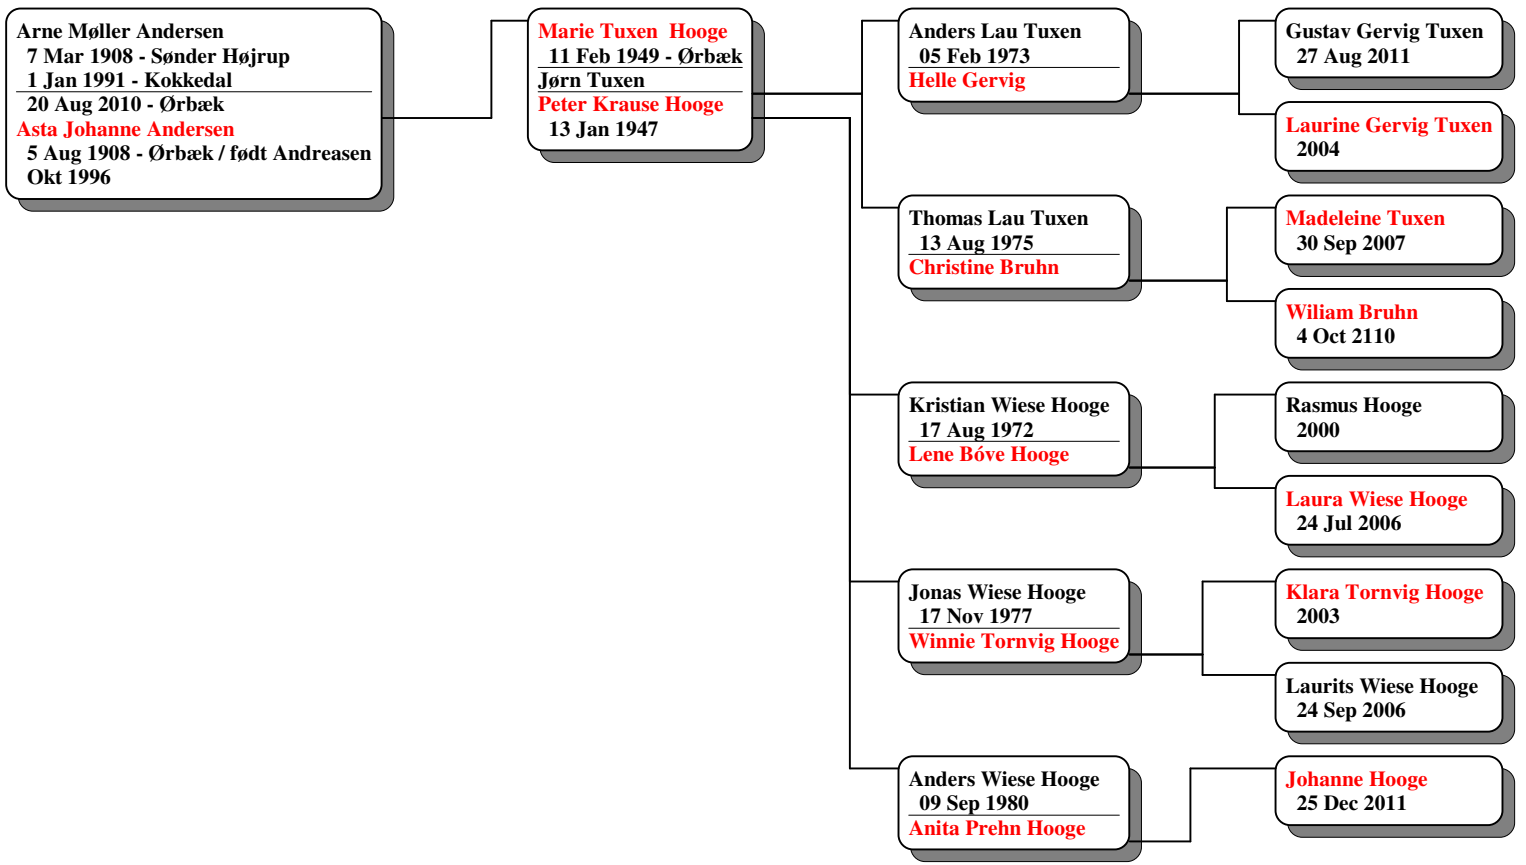 Arne Møller Andersen
7 Mar 1908 - Sønder Højrup
1 Jan 1991 - Kokkedal
20 Aug 2010 - Ørbæk
Asta Johanne Andersen
5 Aug 1908 - Ørbæk / født Andreasen
Okt 1996
Marie Tuxen  Hooge
11 Feb 1949 - Ørbæk
Jørn Tuxen
Peter Krause Hooge
13 Jan 1947
Anders Lau Tuxen
05 Feb 1973
Helle Gervig
Gustav Gervig Tuxen
27 Aug 2011
Laurine Gervig Tuxen
2004
Thomas Lau Tuxen
13 Aug 1975
Christine Bruhn
Madeleine Tuxen
30 Sep 2007
Wiliam Bruhn
4 Oct 2110
Kristian Wiese Hooge
17 Aug 1972
Lene Bóve Hooge
Rasmus Hooge
2000
Laura Wiese Hooge
24 Jul 2006
Jonas Wiese Hooge
17 Nov 1977
Winnie Tornvig Hooge
Klara Tornvig Hooge
2003
Laurits Wiese Hooge
24 Sep 2006
Anders Wiese Hooge
09 Sep 1980
Anita Prehn Hooge
Johanne Hooge
25 Dec 2011